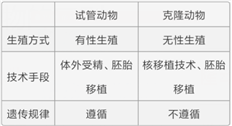 试管动物 克隆动物
生殖方式 有性生殖 无性生殖
技术手段 体外受精、胚胎移植 核移植技术、胚胎移植
遗传规律 遵循 不遵循